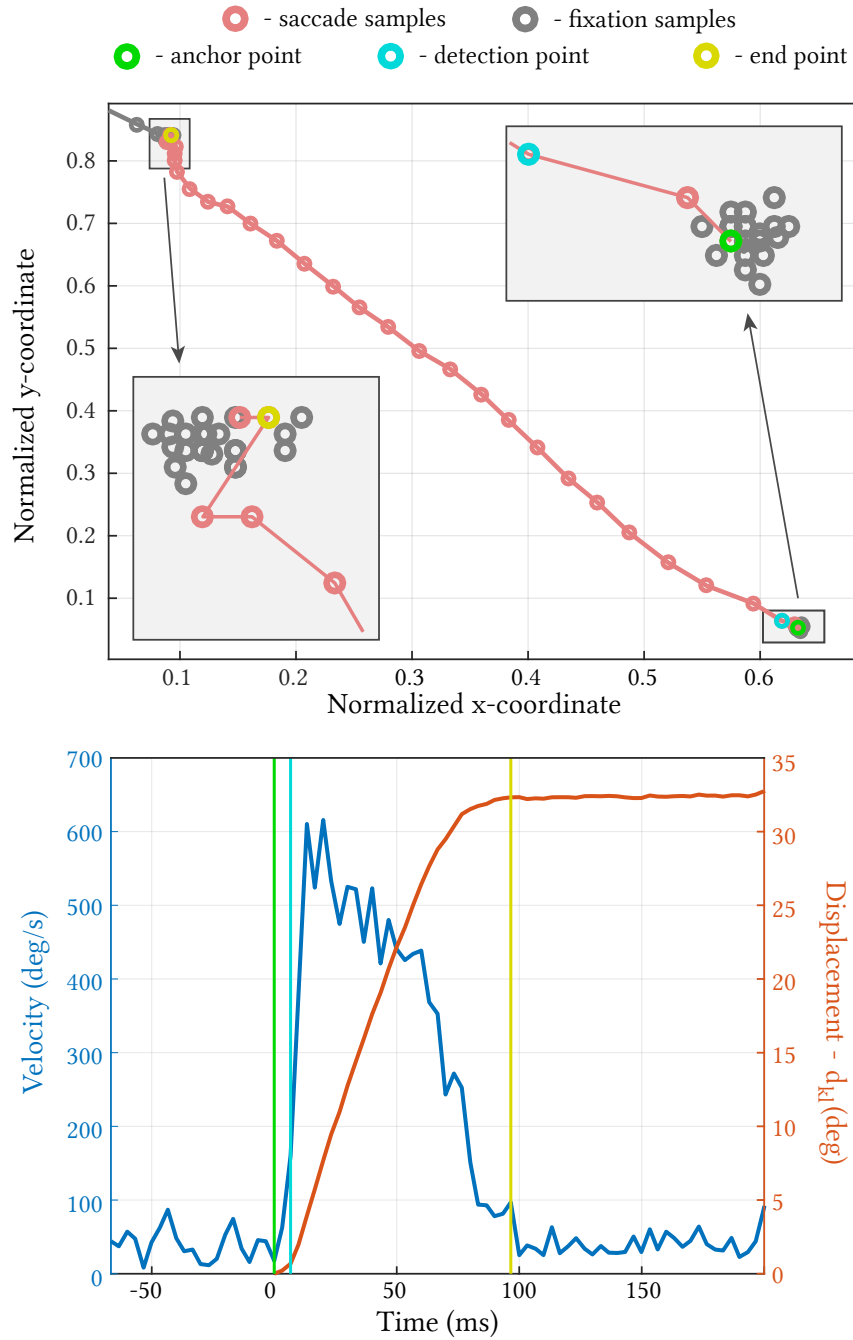 - saccade samples - fixation samples
- anchor point - detection point - end point
Normalized y-coordinate
0.8
0.7
0.6
0.5
0.4
0.3
0.2
0.1
0.1 0.2 0.3 0.4 0.5 0.6
Normalized x-coordinate
Velocity (deg/s)
700
600
500
400
300
200
100
0
35
30
25
20
15
10
5
0
Displacement - d_kl(deg)
-50 0 50 100 150
Time (ms)